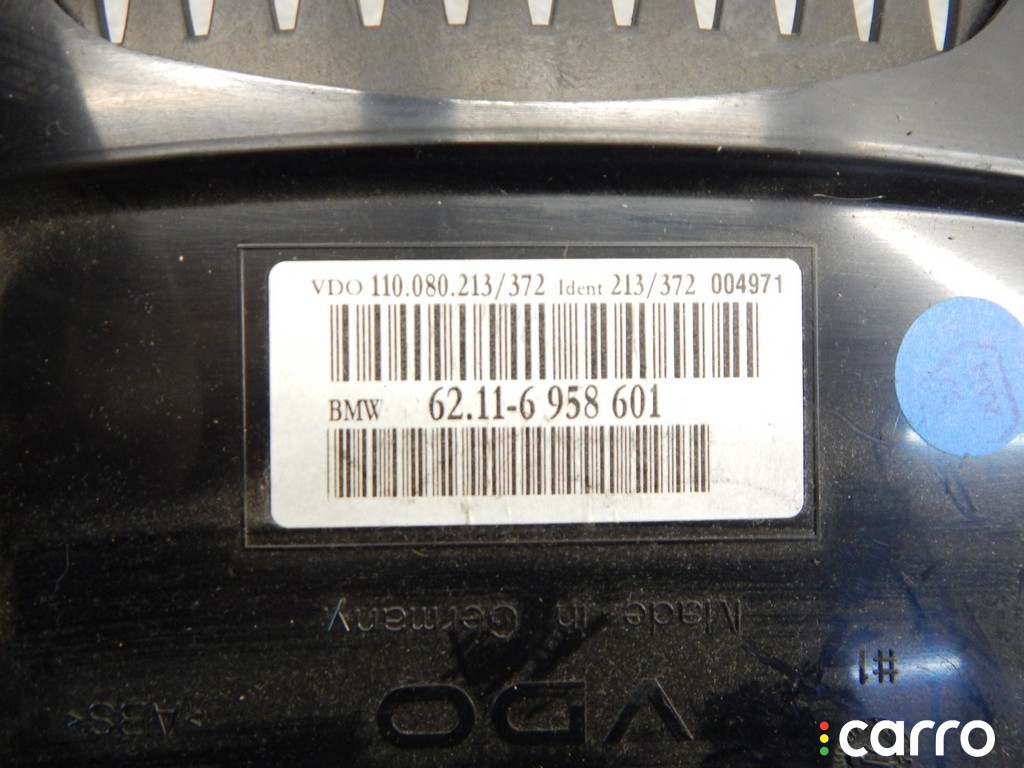 VDO 110.080.213/372 Ident 213/372 004971
BMW 62.11-6 958 601
Made in Germany
#1
VDO
>ABS<
carro